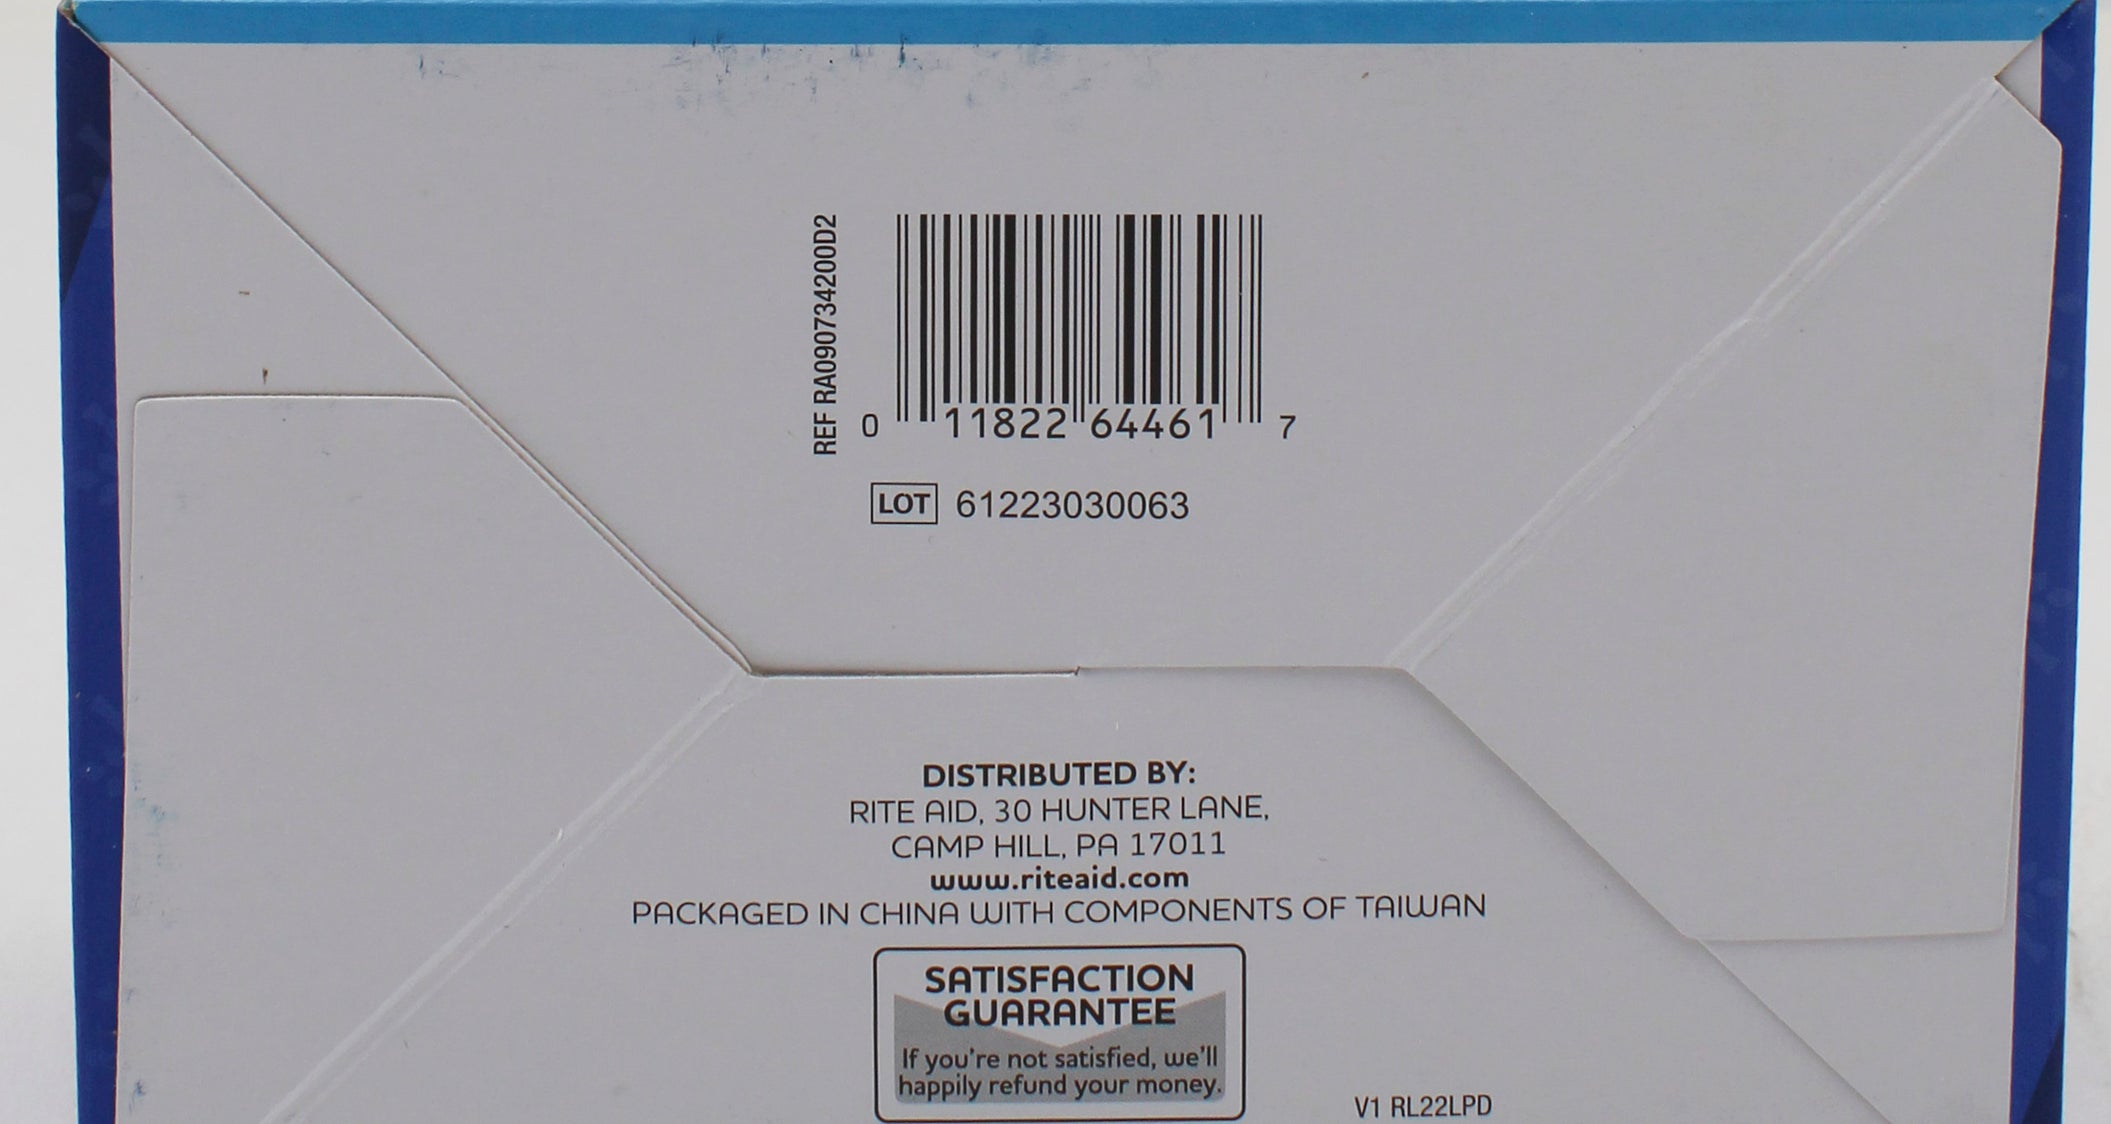 REF RA090734200D2
0 11822 64461 7
LOT 61223030063
DISTRIBUTED BY:
RITE AID, 30 HUNTER LANE,
CAMP HILL, PA 17011
www.riteaid.com
PACKAGED IN CHINA WITH COMPONENTS OF TAIWAN
SATISFACTION
GUARANTEE
If you're not satisfied, we'll
happily refund your money.
V1 RL22LPD